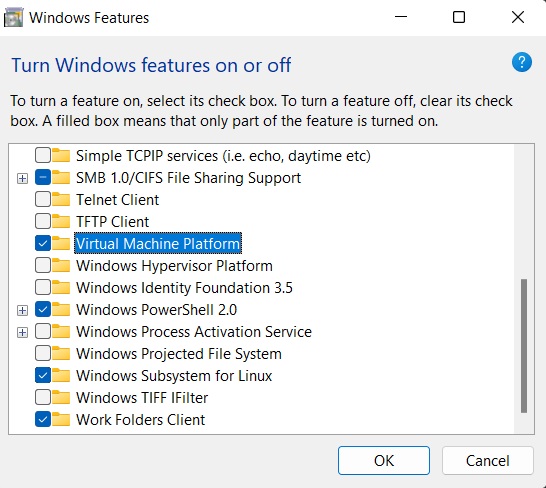 Windows Features
Turn Windows features on or off
?
To turn a feature on, select its check box. To turn a feature off, clear its check
box. A filled box means that only part of the feature is turned on.
Simple TCPIP services (i.e. echo, daytime etc)
SMB 1.0/CIFS File Sharing Support
Telnet Client
TFTP Client
Virtual Machine Platform
Windows Hypervisor Platform
Windows Identity Foundation 3.5
Windows PowerShell 2.0
Windows Process Activation Service
Windows Projected File System
Windows Subsystem for Linux
Windows TIFF IFilter
Work Folders Client
OK
Cancel